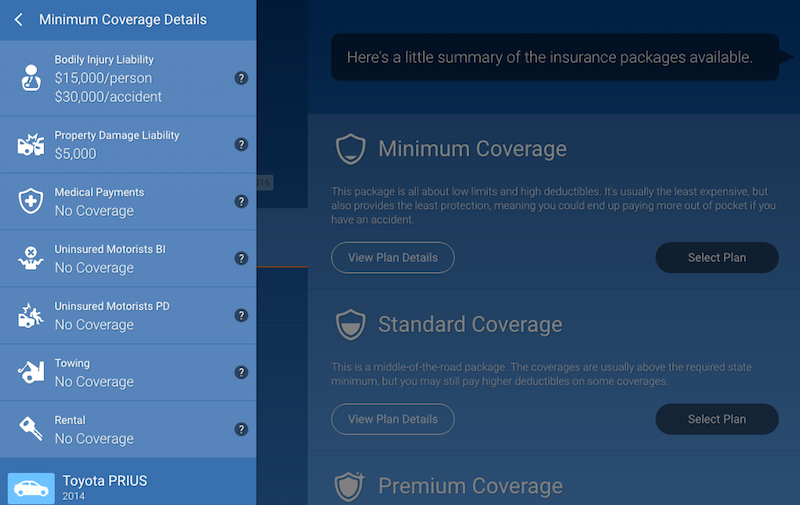 Minimum Coverage Details
Bodily Injury Liability
$15,000/person
$30,000/accident
?
Property Damage Liability
$5,000
?
Medical Payments
No Coverage
?
Uninsured Motorists BI
No Coverage
?
Uninsured Motorists PD
No Coverage
?
Towing
No Coverage
?
Rental
No Coverage
?
Toyota PRIUS
2014
Here's a little summary of the insurance packages available.
Minimum Coverage
This package is all about low limits and high deductibles. It's usually the least expensive, but
also provides the least protection, meaning you could end up paying more out of pocket if you
have an accident.
View Plan Details
Select Plan
Standard Coverage
This is a middle-of-the-road package. The coverages are usually above the required state
minimum, but you may still pay higher deductibles on some coverages.
View Plan Details
Select Plan
Premium Coverage